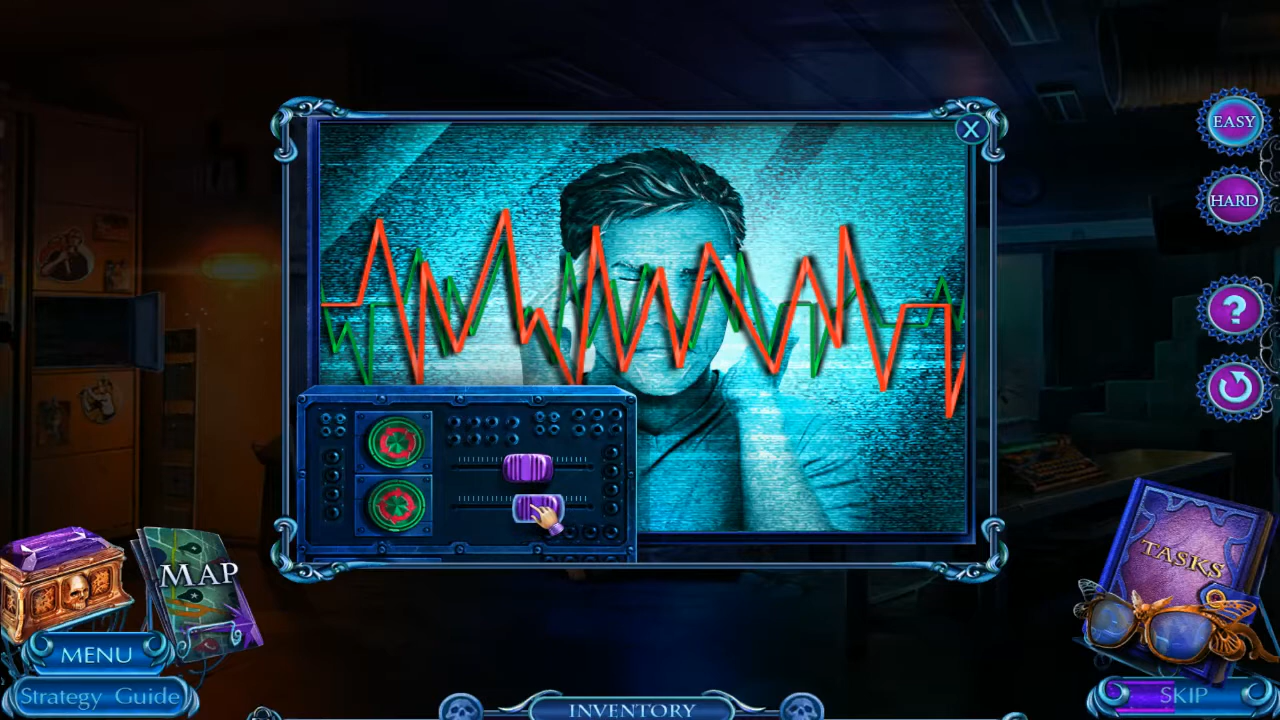 X
EASY
HARD
?
MAP
TASKS
MENU
Strategy Guide
INVENTORY
SKIP